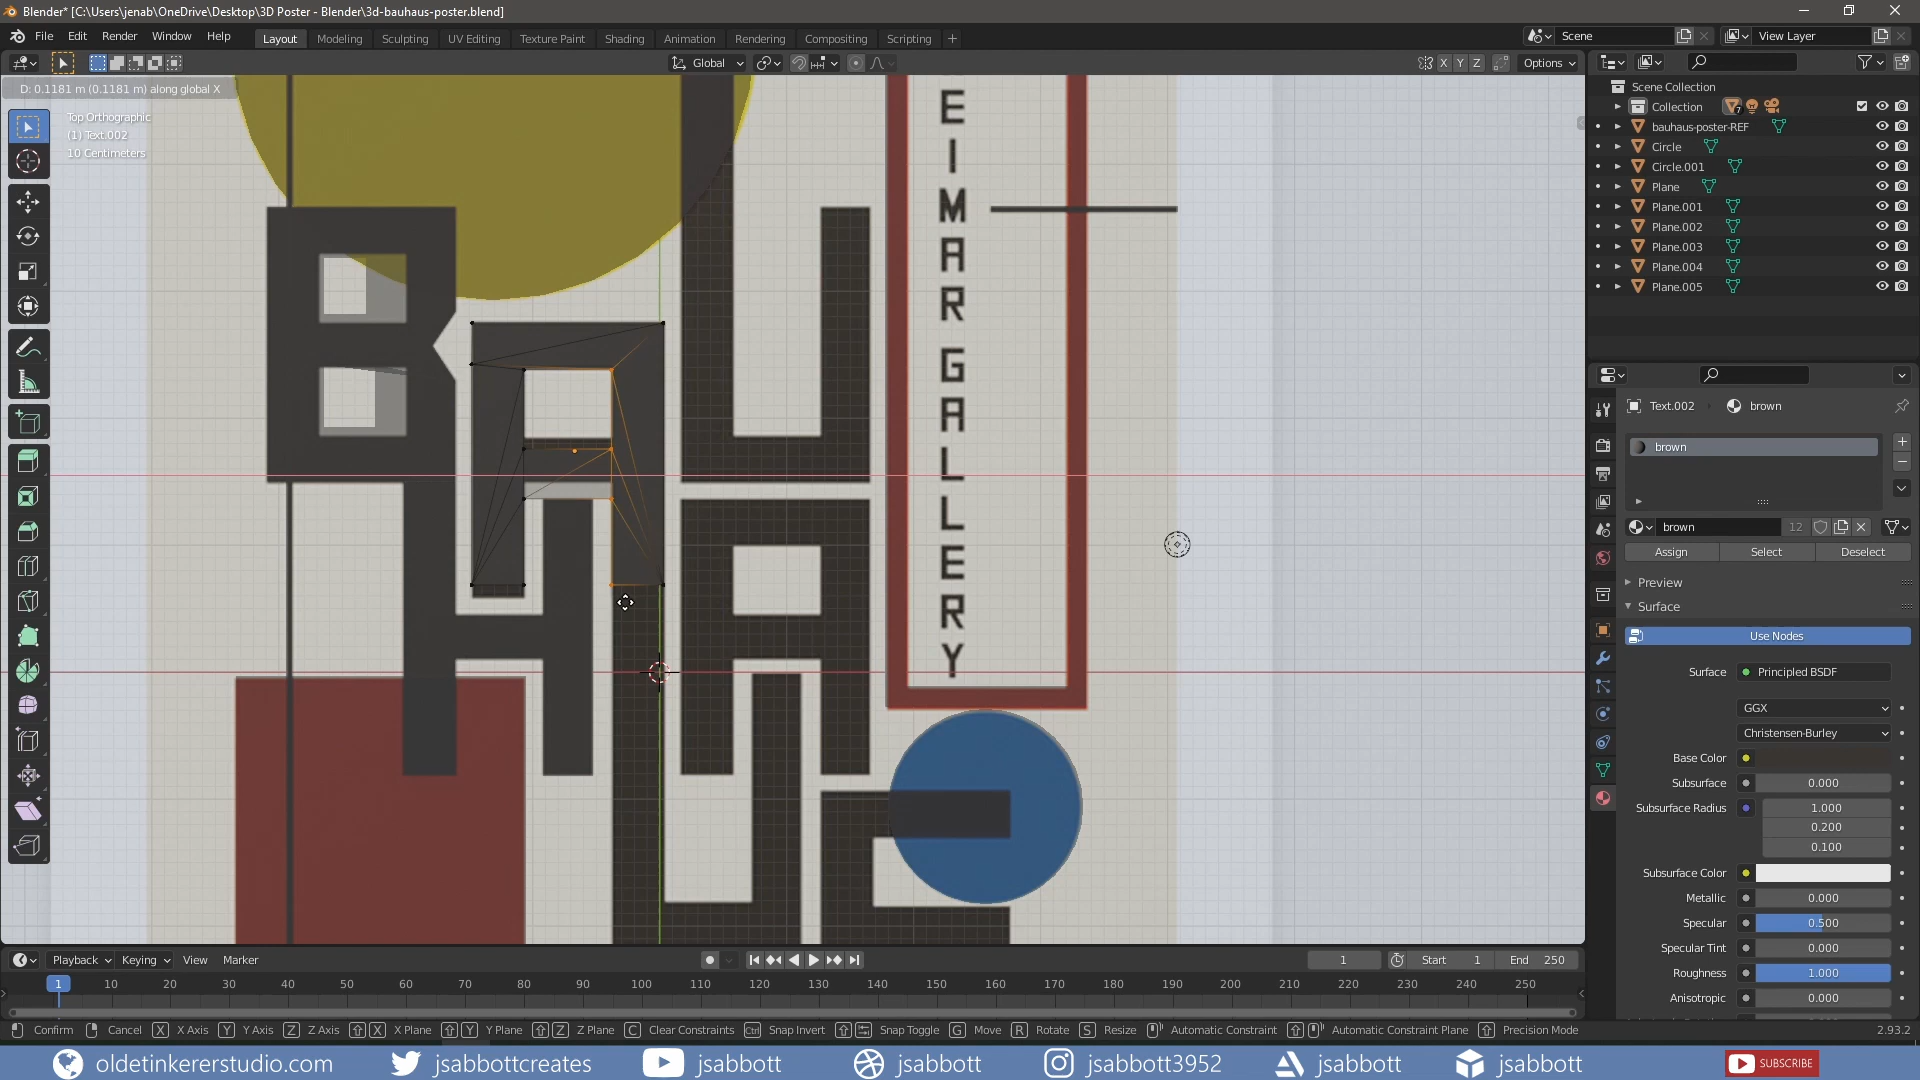 Blender* [C:\Users\jenab\OneDrive\Desktop\3D Poster - Blender\3d-bauhaus-poster.blend]
File Edit Render Window Help Layout Modeling Sculpting UV Editing Texture Paint Shading Animation Rendering Compositing Scripting + Scene View Layer
Global X Y Z Options
D: 0.1181 m (0.1181 m) along global X
Top Orthographic
(1) Text.002
10 Centimeters
Scene Collection
Collection 7
bauhaus-poster-REF
Circle
Circle.001
Plane
Plane.001
Plane.002
Plane.003
Plane.004
Plane.005
E
I
M
A
R
G
A
L
L
E
R
Y
B
A
U
H
A
U
Text.002 brown
brown
brown 12
Assign Select Deselect
Preview
Surface
Use Nodes
Surface Principled BSDF
GGX
Christensen-Burley
Base Color
Subsurface 0.000
Subsurface Radius 1.000
0.200
0.100
Subsurface Color
Metallic 0.000
Specular 0.500
Specular Tint 0.000
Roughness 1.000
Anisotropic 0.000
Playback Keying View Marker 1 Start 1 End 250
1 10 20 30 40 50 60 70 80 90 100 110 120 130 140 150 160 170 180 190 200 210 220 230 240 250
Confirm Cancel X X Axis Y Y Axis Z Z Axis X X Plane Y Y Plane Z Z Plane C Clear Constraints Ctrl Snap Invert Snap Toggle G Move R Rotate S Resize Automatic Constraint Automatic Constraint Plane Precision Mode 2.93.2
oldetinkererstudio.com jsabbottcreates jsabbott jsabbott jsabbott3952 jsabbott jsabbott SUBSCRIBE